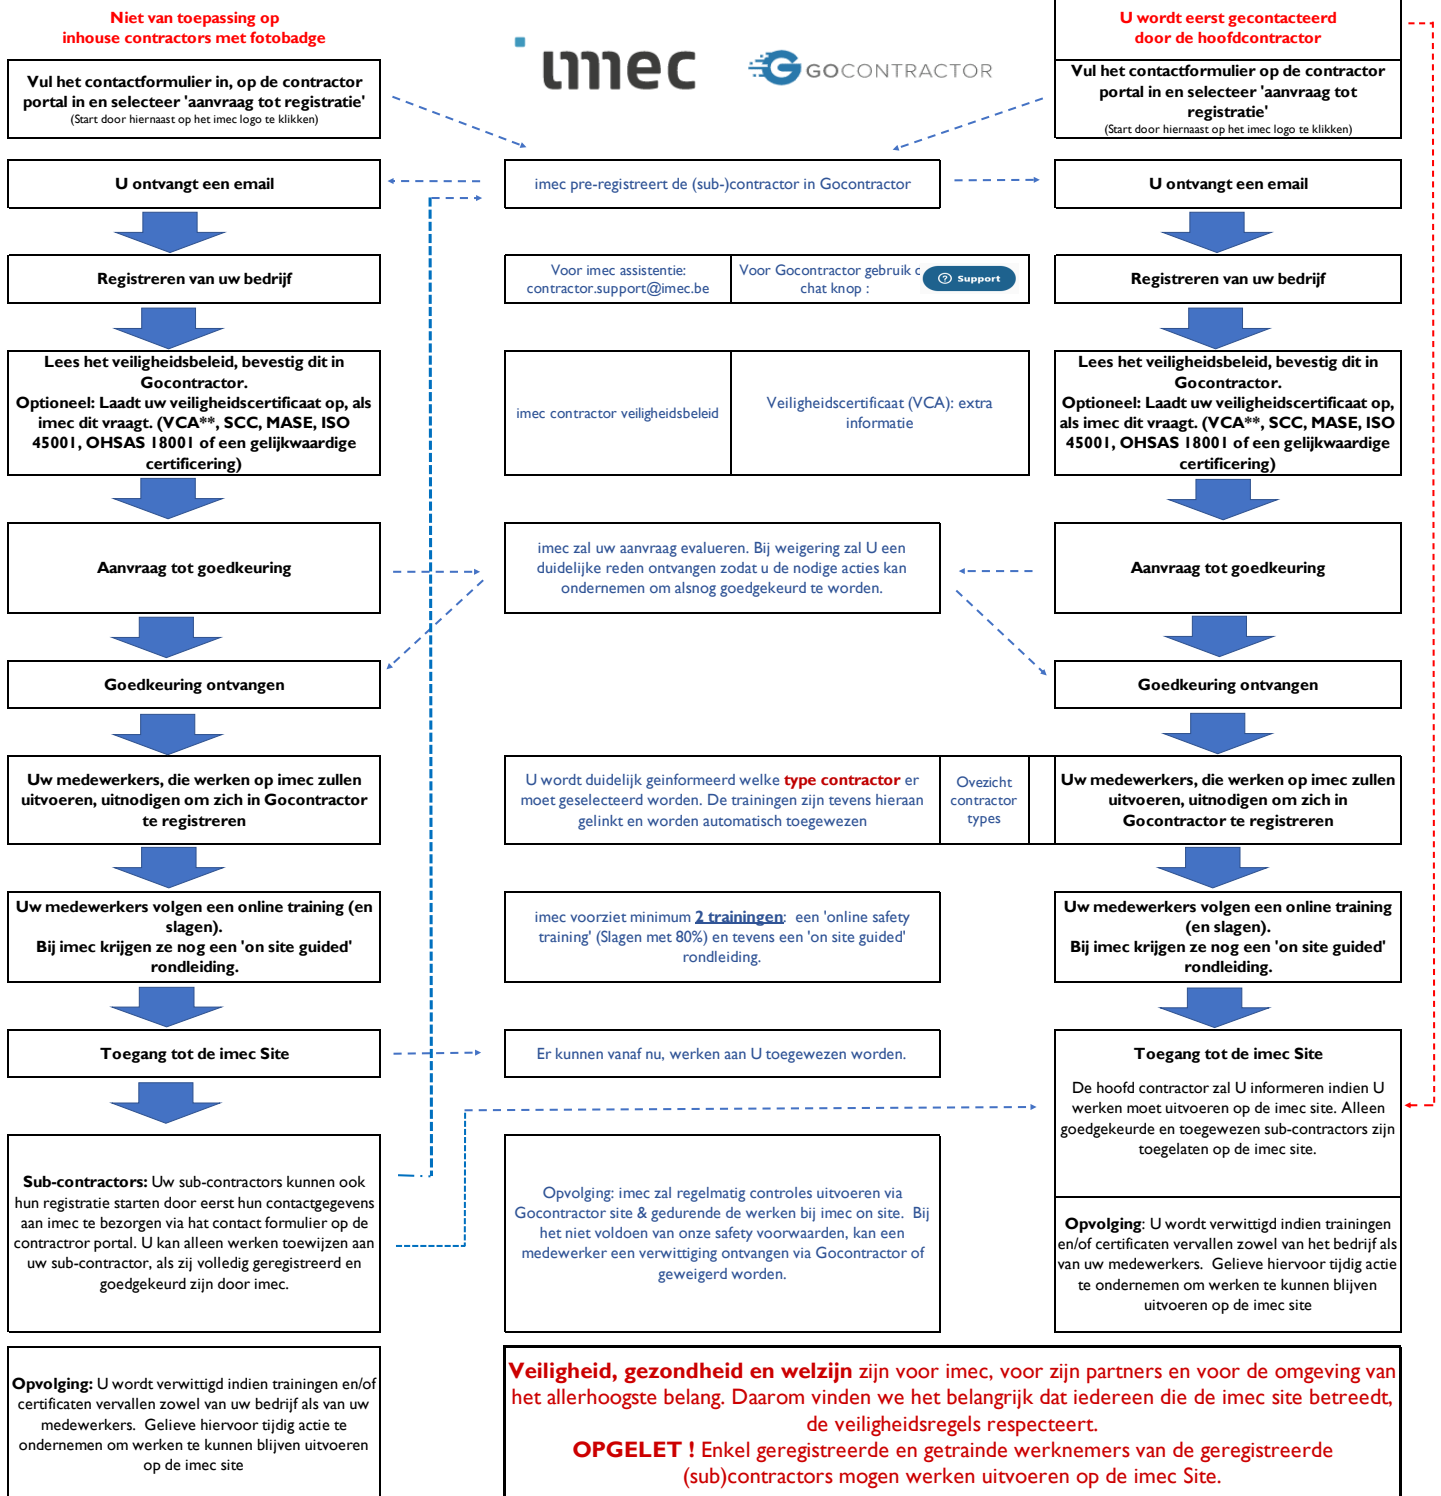 Niet van toepassing op
inhouse contractors met fotobadge
Vul het contactformulier in, op de contractor
portal in en selecteer 'aanvraag tot registratie'
(Start door hiernaast op het imec logo te klikken)
U ontvangt een email
Registreren van uw bedrijf
Lees het veiligheidsbeleid, bevestig dit in
Gocontractor.
Optioneel: Laadt uw veiligheidscertificaat op, als
imec dit vraagt. (VCA**, SCC, MASE, ISO
45001, OHSAS 18001 of een gelijkwaardige
certificering)
Aanvraag tot goedkeuring
Goedkeuring ontvangen
Uw medewerkers, die werken op imec zullen
uitvoeren, uitnodigen om zich in Gocontractor
te registreren
Uw medewerkers volgen een online training (en
slagen).
Bij imec krijgen ze nog een 'on site guided'
rondleiding.
Toegang tot de imec Site
Sub-contractors: Uw sub-contractors kunnen ook
hun registratie starten door eerst hun contactgegevens
aan imec te bezorgen via hat contact formulier op de
contractror portal. U kan alleen werken toewijzen aan
uw sub-contractor, als zij volledig geregistreerd en
goedgekeurd zijn door imec.
Opvolging: U wordt verwittigd indien trainingen en/of
certificaten vervallen zowel van uw bedrijf als van uw
medewerkers. Gelieve hiervoor tijdig actie te
ondernemen om werken te kunnen blijven uitvoeren
op de imec site
imec
GOCONTRACTOR
imec pre-registreert de (sub-)contractor in Gocontractor
Voor imec assistentie:
contractor.support@imec.be
Voor Gocontractor gebruik
chat knop :
Support
imec contractor veiligheidsbeleid
Veiligheidscertificaat (VCA): extra
informatie
imec zal uw aanvraag evalueren. Bij weigering zal U een
duidelijke reden ontvangen zodat u de nodige acties kan
ondernemen om alsnog goedgekeurd te worden.
U wordt duidelijk geinformeerd welke type contractor er
moet geselecteerd worden. De trainingen zijn tevens hieraan
gelinkt en worden automatisch toegewezen
Ovezicht
contractor
types
imec voorziet minimum 2 trainingen: een 'online safety
training' (Slagen met 80%) en tevens een 'on site guided'
rondleiding.
Er kunnen vanaf nu, werken aan U toegewezen worden.
Opvolging: imec zal regelmatig controles uitvoeren via
Gocontractor site & gedurende de werken bij imec on site. Bij
het niet voldoen van onze safety voorwaarden, kan een
medewerker een verwittiging ontvangen via Gocontractor of
geweigerd worden.
U wordt eerst gecontacteerd
door de hoofdcontractor
Vul het contactformulier op de contractor
portal in en selecteer 'aanvraag tot
registratie'
(Start door hiernaast op het imec logo te klikken)
U ontvangt een email
Registreren van uw bedrijf
Lees het veiligheidsbeleid, bevestig dit in
Gocontractor.
Optioneel: Laadt uw veiligheidscertificaat op,
als imec dit vraagt. (VCA**, SCC, MASE, ISO
45001, OHSAS 18001 of een gelijkwaardige
certificering)
Aanvraag tot goedkeuring
Goedkeuring ontvangen
Uw medewerkers, die werken op imec zullen
uitvoeren, uitnodigen om zich in
Gocontractor te registreren
Uw medewerkers volgen een online training
(en slagen).
Bij imec krijgen ze nog een 'on site guided'
rondleiding.
Toegang tot de imec Site
De hoofd contractor zal U informeren indien U
werken moet uitvoeren op de imec site. Alleen
goedgekeurde en toegewezen sub-contractors zijn
toegelaten op de imec site.
Opvolging: U wordt verwittigd indien trainingen
en/of certificaten vervallen zowel van het bedrijf als
van uw medewerkers. Gelieve hiervoor tijdig actie
te ondernemen om werken te kunnen blijven
uitvoeren op de imec site
Veiligheid, gezondheid en welzijn zijn voor imec, voor zijn partners en voor de omgeving van
het allerhoogste belang. Daarom vinden we het belangrijk dat iedereen die de imec site betreedt,
de veiligheidsregels respecteert.
OPGELET ! Enkel geregistreerde en getrainde werknemers van de geregistreerde
(sub)contractors mogen werken uitvoeren op de imec Site.